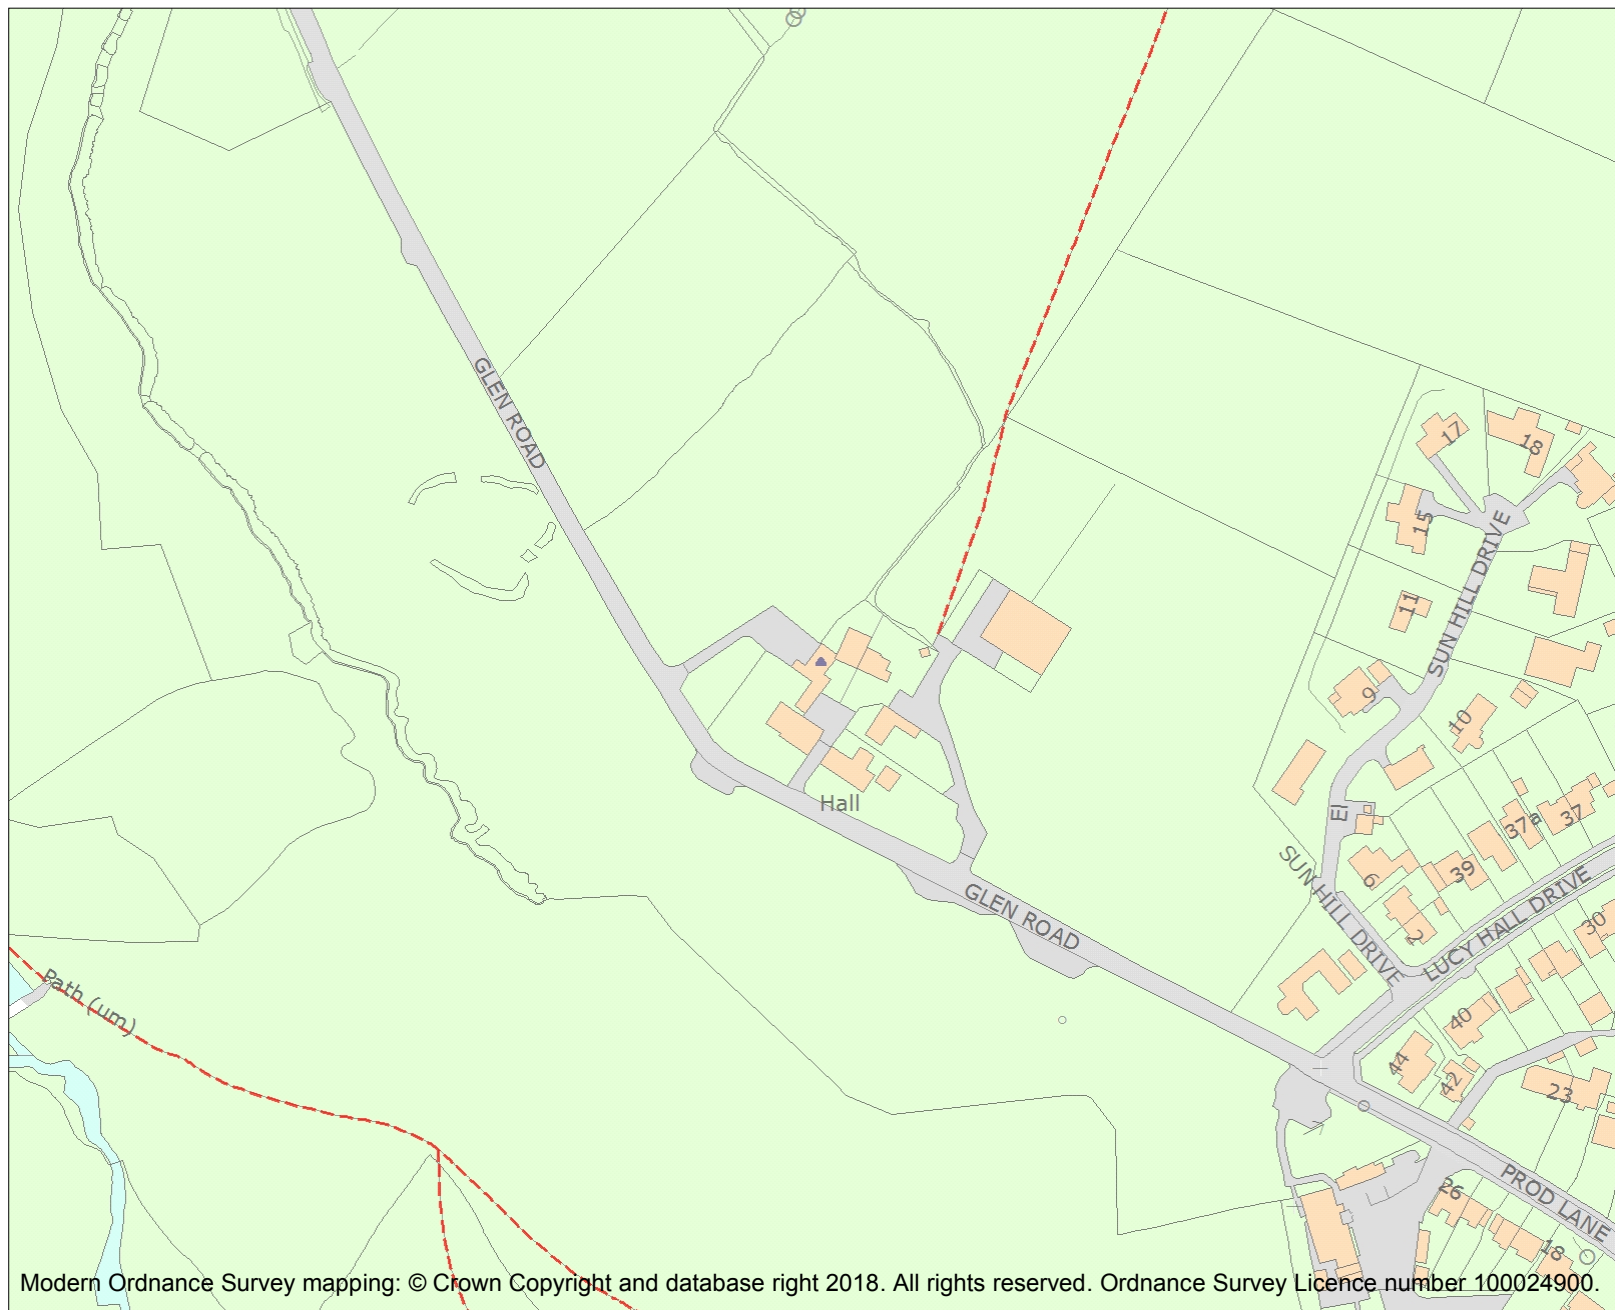 GLEN ROAD
17
18
15
11
SUN HILL DRIVE
9
10
Hall
El
37a
37
39
6
SUN HILL DRIVE
2
LUCY HALL DRIVE
30
GLEN ROAD
Path (um)
40
44
42
23
26
PROD LANE
18
Modern Ordnance Survey mapping: © Crown Copyright and database right 2018. All rights reserved. Ordnance Survey Licence number 100024900.